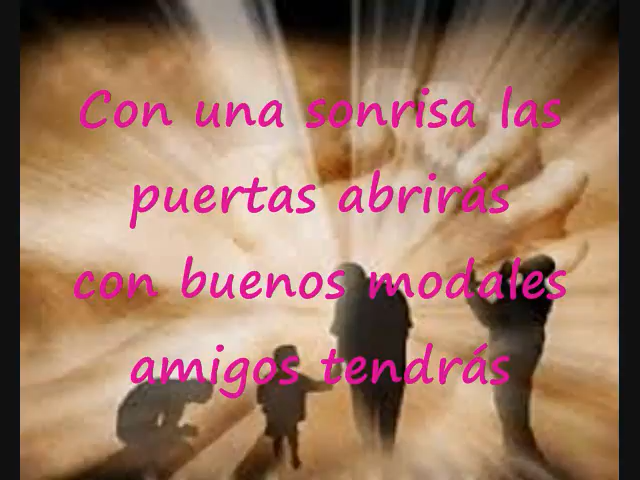 Con una sonrisa las
puertas abrirás
con buenos modales
amigos tendrás